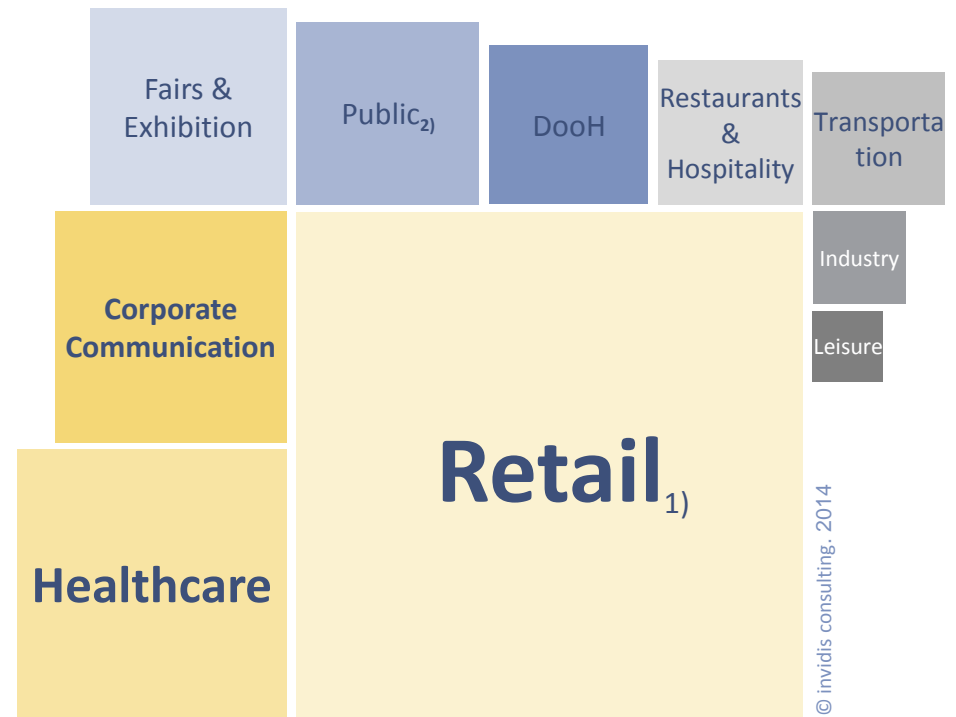 Fairs &
Exhibition
Public2)
DooH
Restaurants
&
Hospitality
Transporta
tion
Corporate
Communication
Industry
Leisure
Retail1)
Healthcare
© invidis consulting. 2014